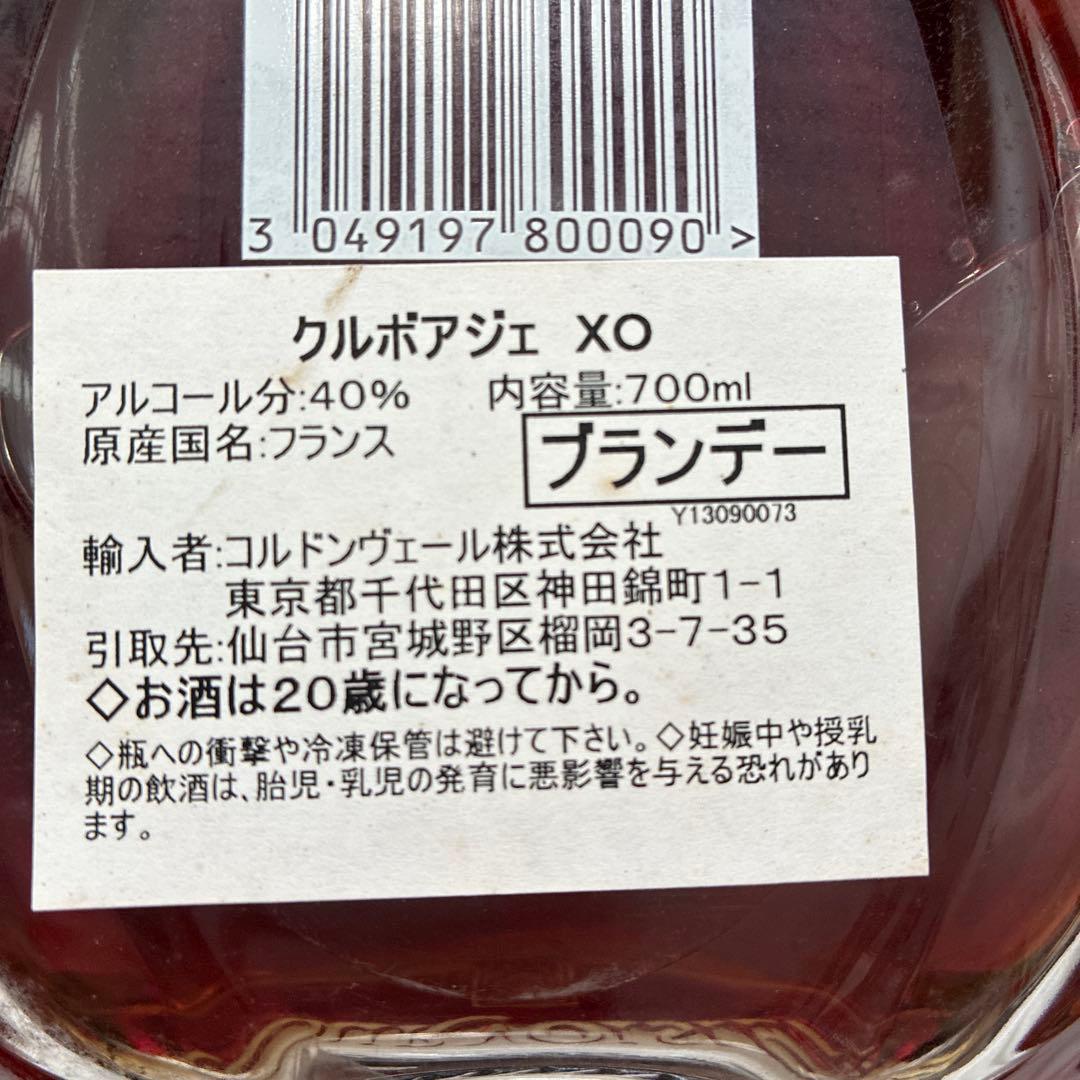 3 049197 800090 >
クルボアジェ XO
アルコール分:40% 内容量:700ml
原産国名:フランス
ブランデー
Y13090073
輸入者:コルドンヴェール株式会社
東京都千代田区神田錦町1-1
引取先:仙台市宮城野区榴岡3-7-35
◇お酒は20歳になってから。
◇瓶への衝撃や冷凍保管は避けて下さい。◇妊娠中や授乳
期の飲酒は、胎児・乳児の発育に悪影響を与える恐れがあり
ます。